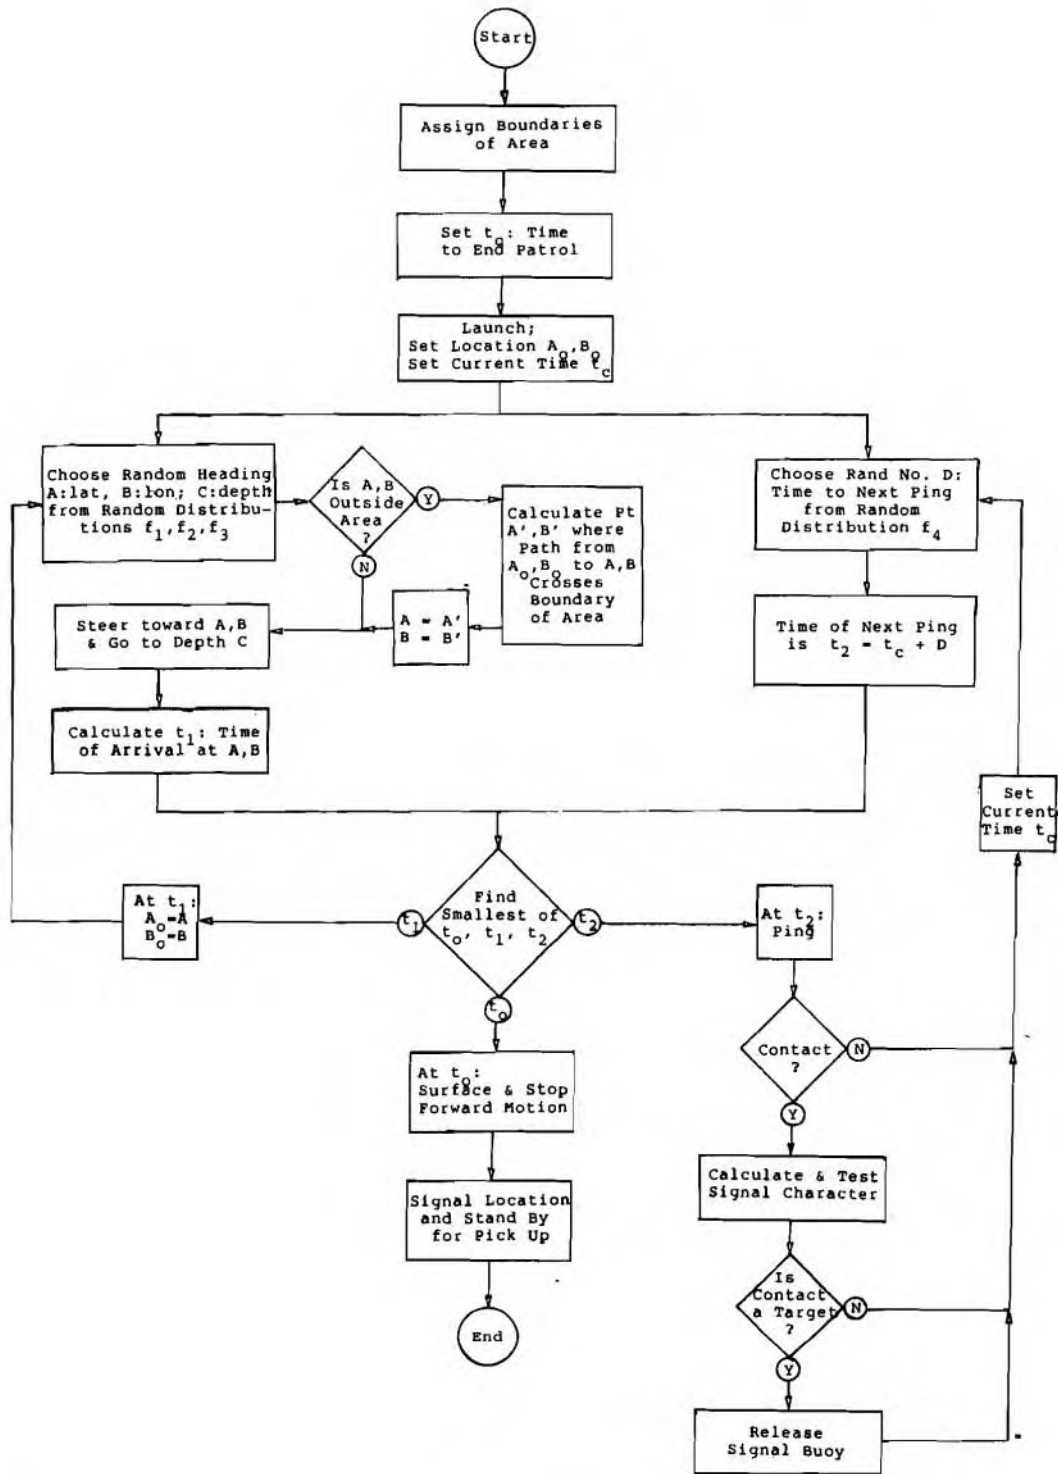 Start
Assign Boundaries
of Area
Set t₀: Time
to End Patrol
Launch;
Set Location A₀,B₀
Set Current Time t_c
Choose Random Heading
A:lat, B:lon; C:depth
from Random Distribu-
tions f₁,f₂,f₃
Is A,B
Outside
Area
?
Y
N
Calculate Pt
A',B' where
Path from
A₀,B₀ to A,B
Crosses
Boundary
of Area
A = A'
B = B'
Steer toward A,B
& Go to Depth C
Calculate t₁: Time
of Arrival at A,B
Choose Rand No. D:
Time to Next Ping
from Random
Distribution f₄
Time of Next Ping
is t₂ = t_c + D
Set
Current
Time t_c
Find
Smallest of
t₀, t₁, t₂
t₁
t₂
t₀
At t₁:
A₀=A
B₀=B
At t₂:
Ping
Contact
?
N
Y
At t₀:
Surface & Stop
Forward Motion
Signal Location
and Stand By
for Pick Up
End
Calculate & Test
Signal Character
Is
Contact
a Target
?
N
Y
Release
Signal Buoy